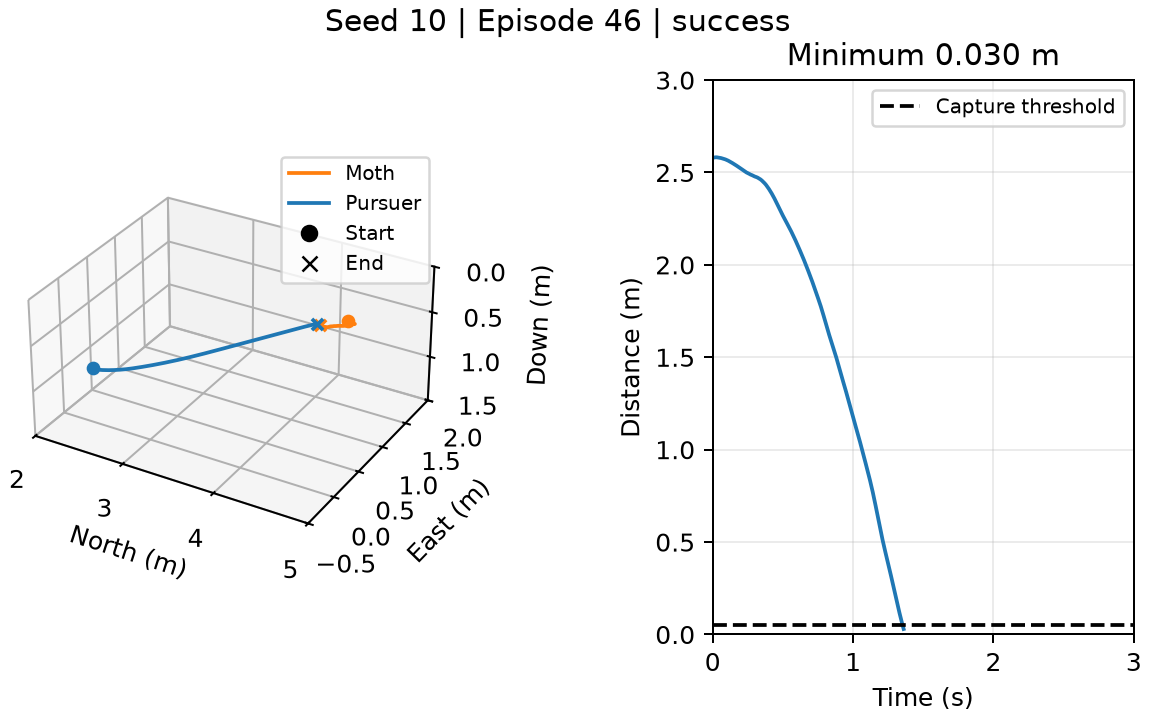 Seed 10 | Episode 46 | success
Moth
Pursuer
Start
End
0.0
0.5
1.0
1.5
Down (m)
2.0
1.5
1.0
0.5
0.0
−0.5
East (m)
2
3
4
5
North (m)
Minimum 0.030 m
Capture threshold
3.0
2.5
2.0
1.5
1.0
0.5
0.0
Distance (m)
0
1
2
3
Time (s)